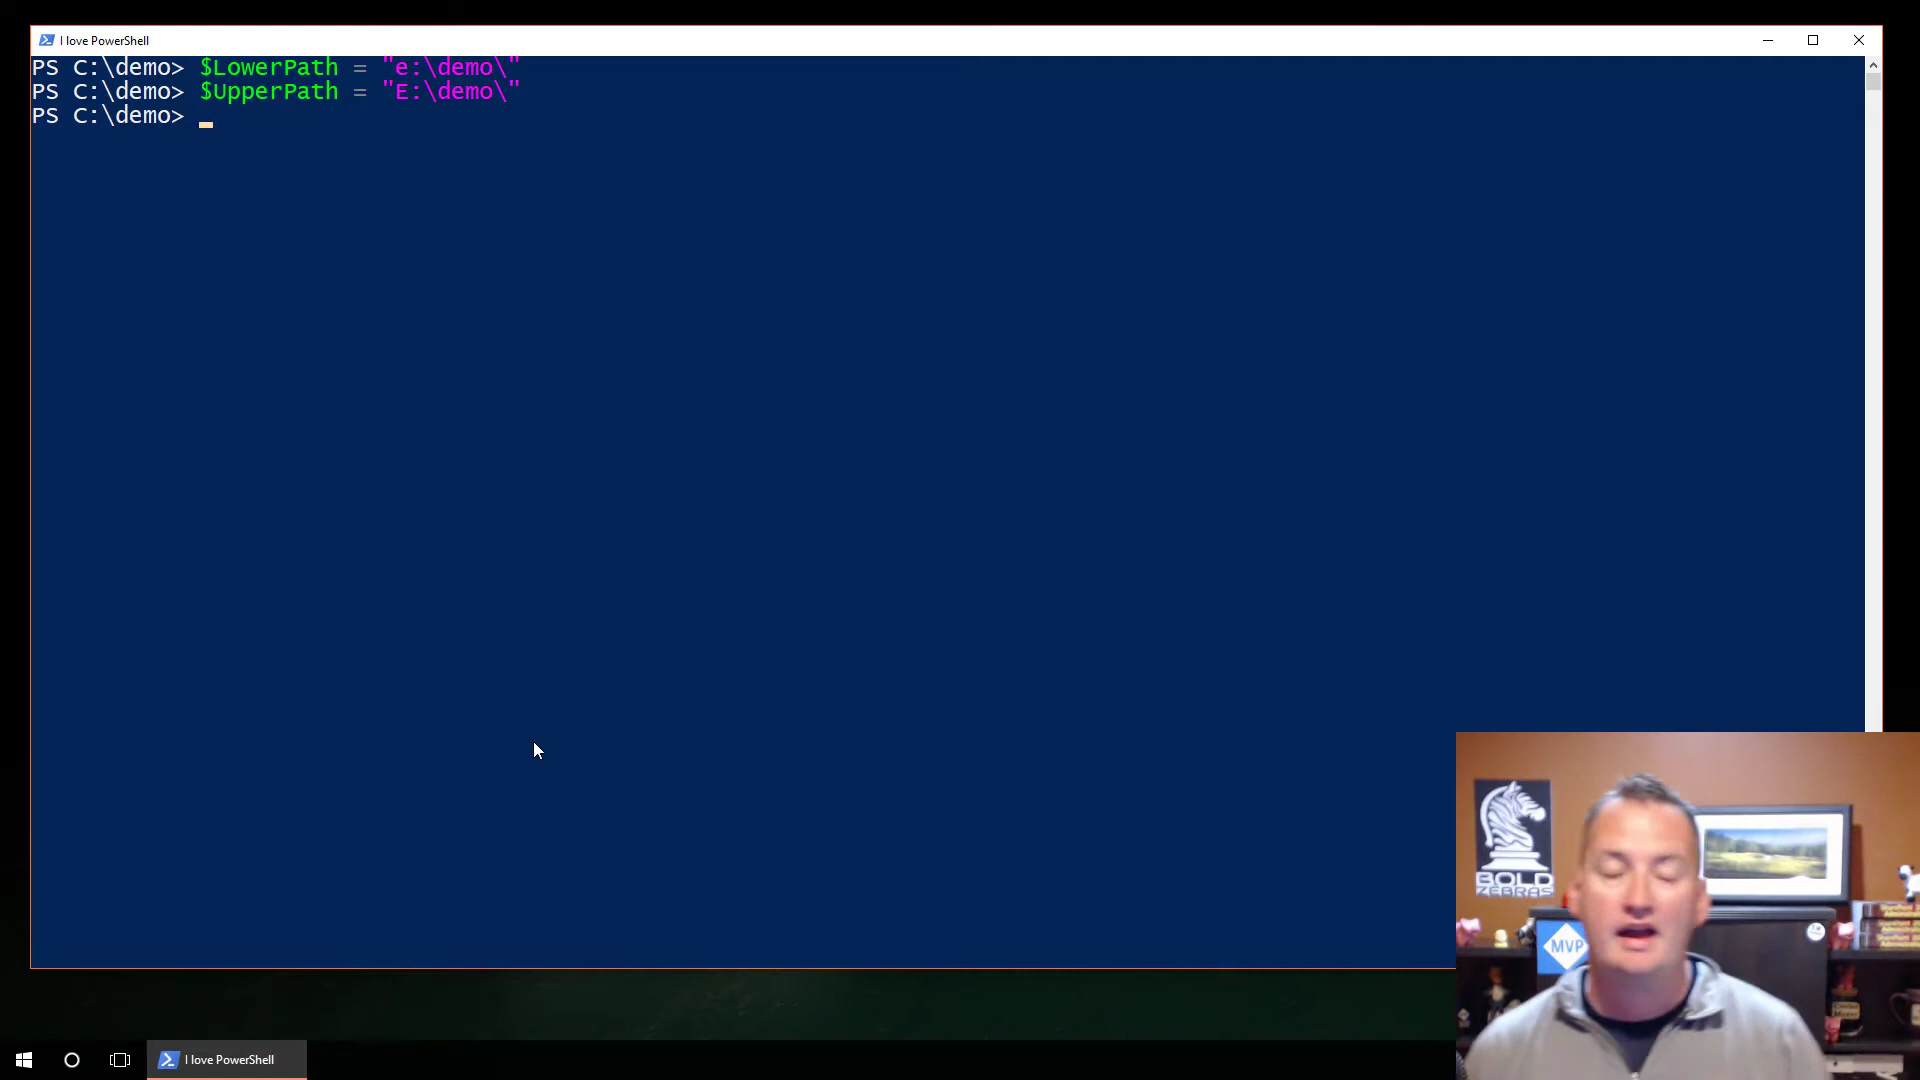 I love PowerShell
PS C:\demo> $LowerPath = "e:\demo\"
PS C:\demo> $UpperPath = "E:\demo\"
PS C:\demo>
BOLD
ZEBRAS
MVP
I love PowerShell